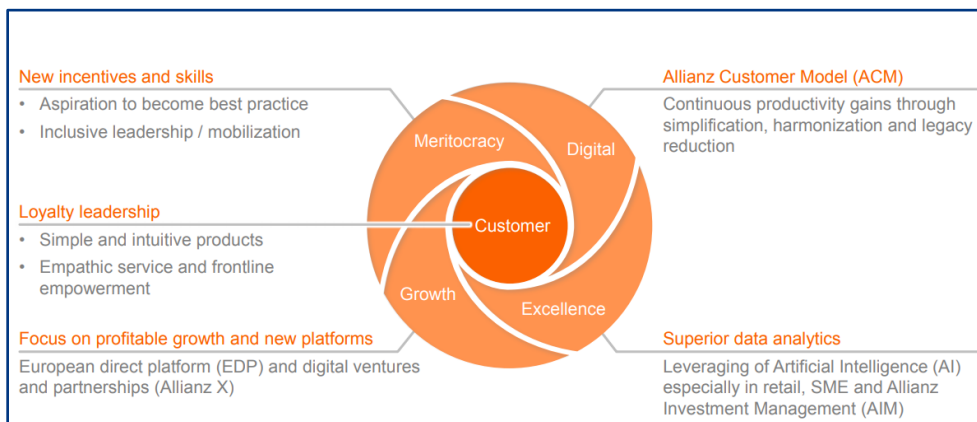 New incentives and skills
• Aspiration to become best practice
• Inclusive leadership / mobilization
Loyalty leadership
• Simple and intuitive products
• Empathic service and frontline
empowerment
Focus on profitable growth and new platforms
European direct platform (EDP) and digital ventures
and partnerships (Allianz X)
Meritocracy
Digital
Customer
Growth
Excellence
Allianz Customer Model (ACM)
Continuous productivity gains through
simplification, harmonization and legacy
reduction
Superior data analytics
Leveraging of Artificial Intelligence (AI)
especially in retail, SME and Allianz
Investment Management (AIM)